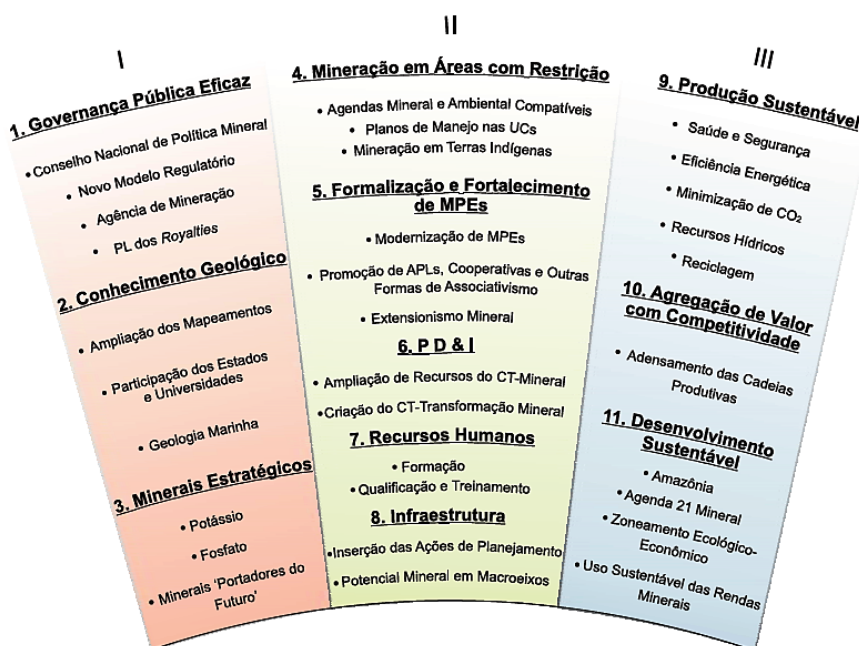 I
1. Governança Pública Eficaz
• Conselho Nacional de Política Mineral
• Novo Modelo Regulatório
• Agência de Mineração
• PL dos Royalties
2. Conhecimento Geológico
• Ampliação dos Mapeamentos
• Participação dos Estados
e Universidades
• Geologia Marinha
3. Minerais Estratégicos
• Potássio
• Fosfato
• Minerais 'Portadores do
Futuro'
II
4. Mineração em Áreas com Restrição
• Agendas Mineral e Ambiental Compatíveis
• Planos de Manejo nas UCs
• Mineração em Terras Indígenas
5. Formalização e Fortalecimento
de MPEs
• Modernização de MPEs
• Promoção de APLs, Cooperativas e Outras
Formas de Associativismo
• Extensionismo Mineral
6. P D & I
• Ampliação de Recursos do CT-Mineral
•Criação do CT-Transformação Mineral
7. Recursos Humanos
• Formação
• Qualificação e Treinamento
8. Infraestrutura
•Inserção das Ações de Planejamento
• Potencial Mineral em Macroeixos
III
9. Produção Sustentável
• Saúde e Segurança
• Eficiência Energética
• Minimização de CO₂
• Recursos Hídricos
• Reciclagem
10. Agregação de Valor
com Competitividade
• Adensamento das Cadeias
Produtivas
11. Desenvolvimento
Sustentável
• Amazônia
• Agenda 21 Mineral
• Zoneamento Ecológico-
Econômico
• Uso Sustentável das Rendas
Minerais